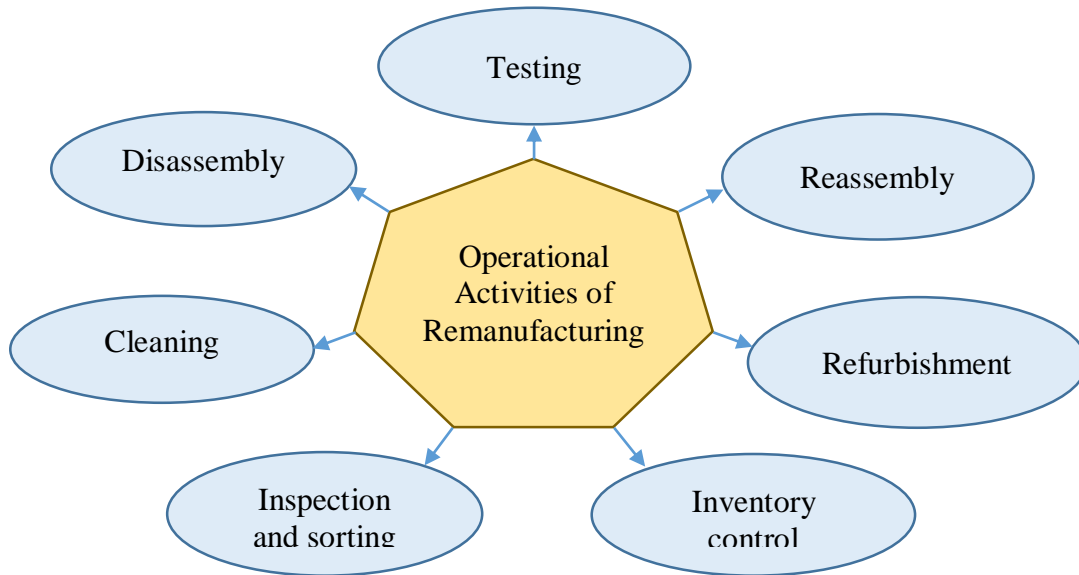 Testing
Disassembly
Reassembly
Operational
Activities of
Remanufacturing
Cleaning
Refurbishment
Inspection
and sorting
Inventory
control